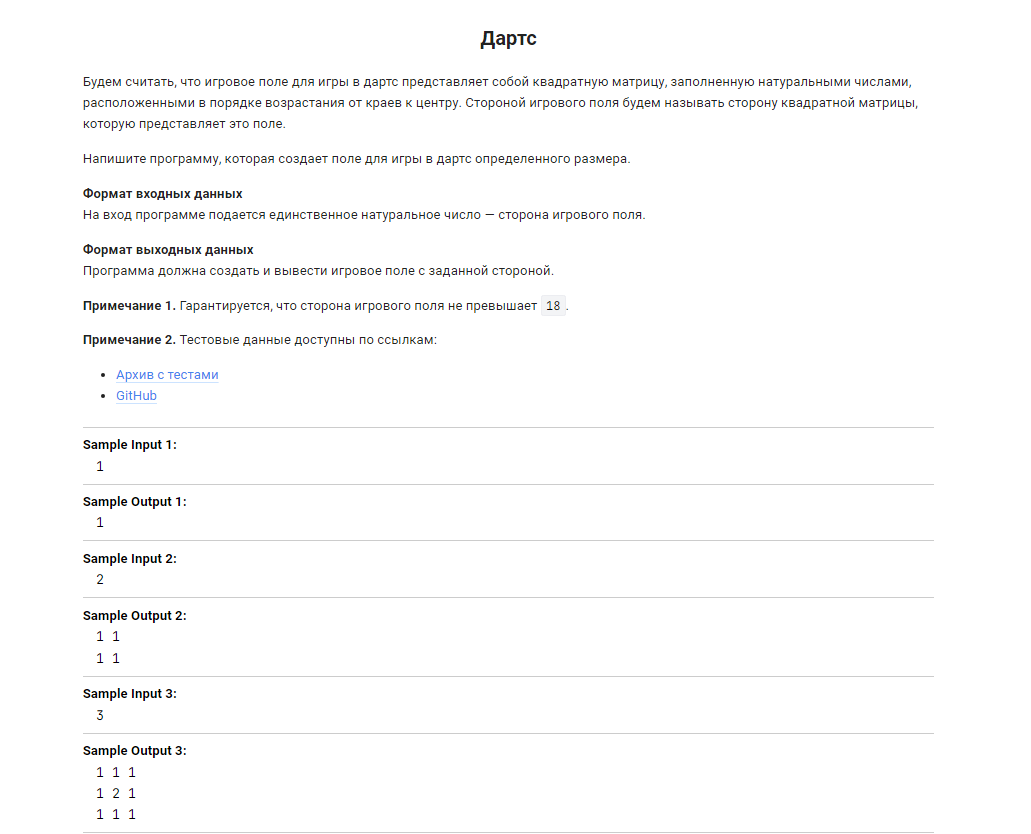 Дартс
Будем считать, что игровое поле для игры в дартс представляет собой квадратную матрицу, заполненную натуральными числами,
расположенными в порядке возрастания от краев к центру. Стороной игрового поля будем называть сторону квадратной матрицы,
которую представляет это поле.
Напишите программу, которая создает поле для игры в дартс определенного размера.
Формат входных данных
На вход программе подается единственное натуральное число — сторона игрового поля.
Формат выходных данных
Программа должна создать и вывести игровое поле с заданной стороной.
Примечание 1. Гарантируется, что сторона игрового поля не превышает 18.
Примечание 2. Тестовые данные доступны по ссылкам:
• Архив с тестами
• GitHub
Sample Input 1:
1
Sample Output 1:
1
Sample Input 2:
2
Sample Output 2:
1 1
1 1
Sample Input 3:
3
Sample Output 3:
1 1 1
1 2 1
1 1 1